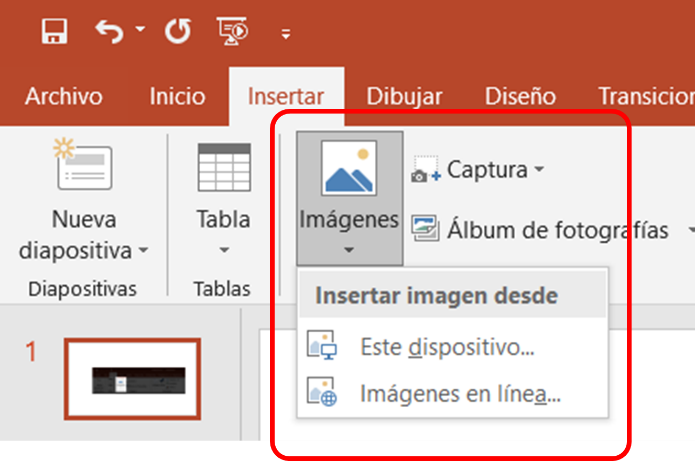 Archivo Inicio Insertar Dibujar Diseño Transicion
Nueva
diapositiva
Diapositivas
Tabla
Tablas
Imágenes
Captura
Álbum de fotografías
Insertar imagen desde
Este dispositivo...
Imágenes en línea...
1